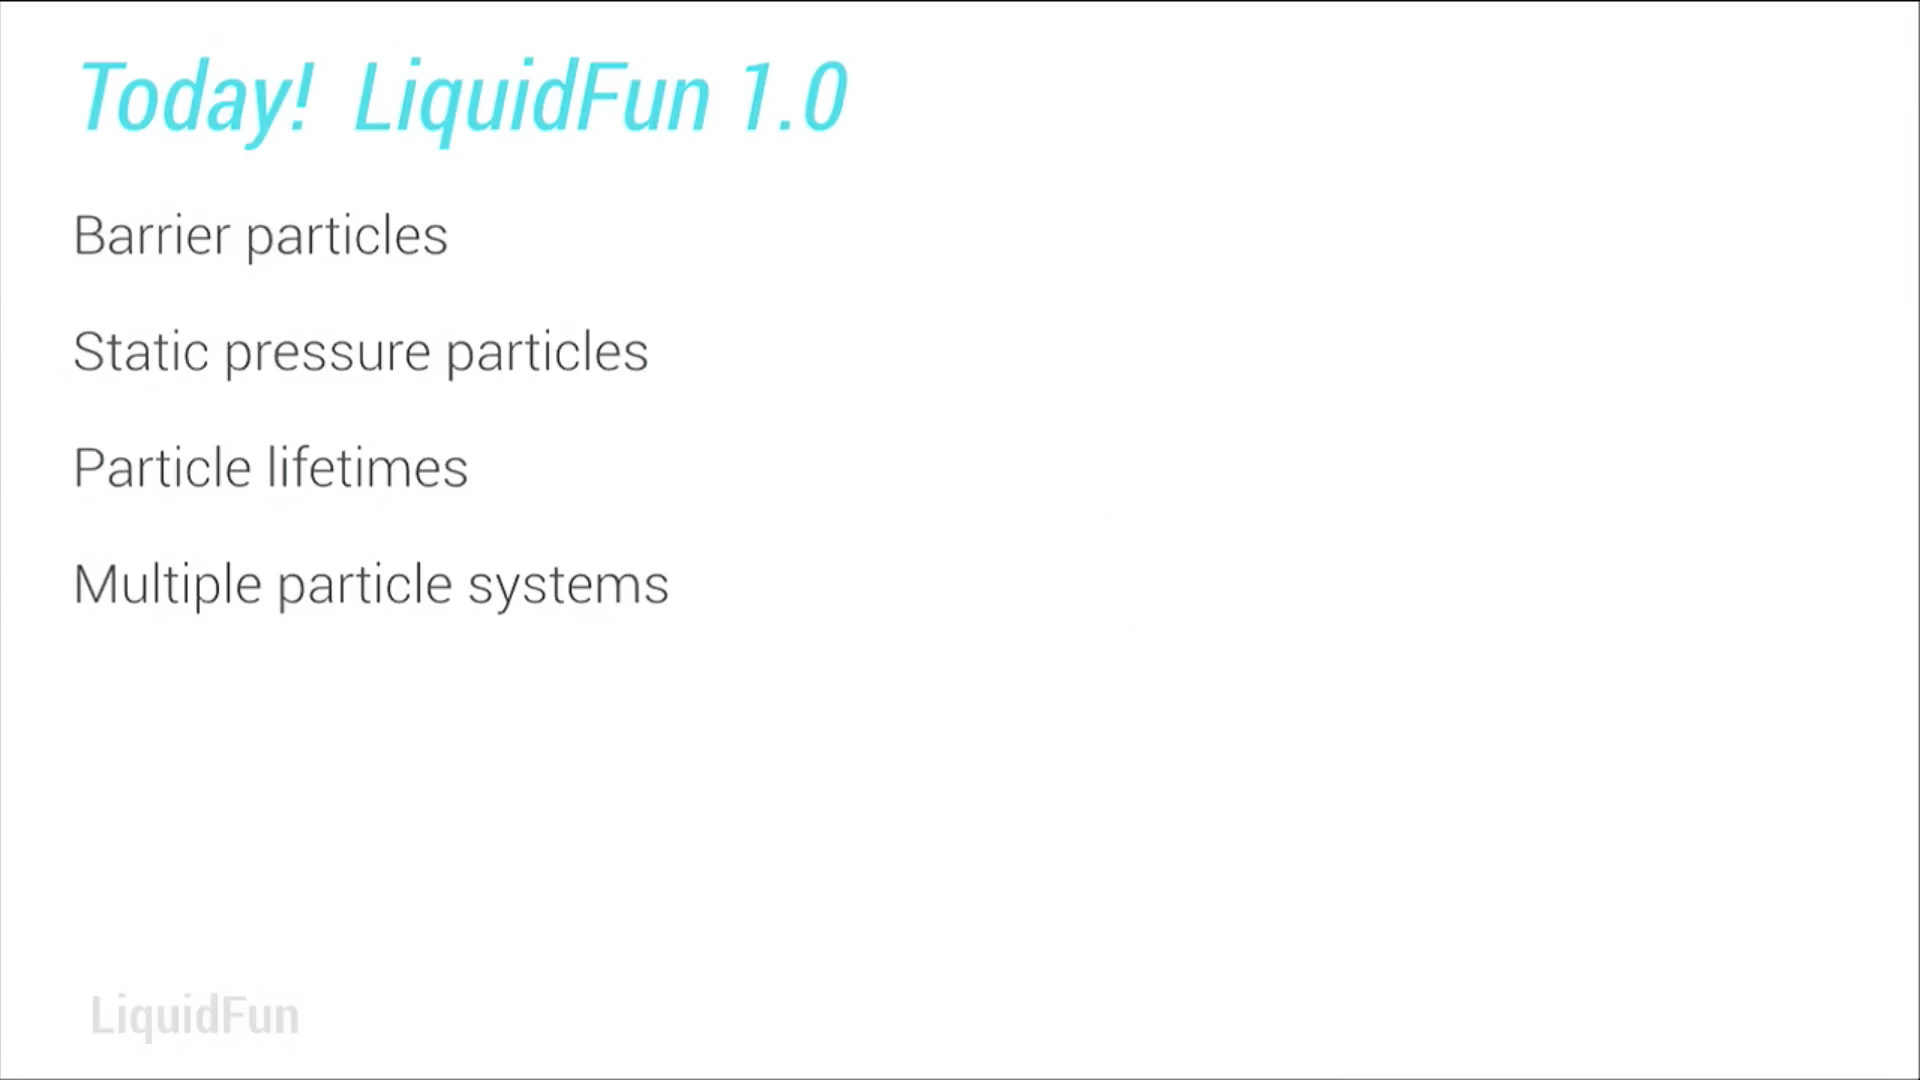 Today! LiquidFun 1.0
Barrier particles
Static pressure particles
Particle lifetimes
Multiple particle systems
LiquidFun